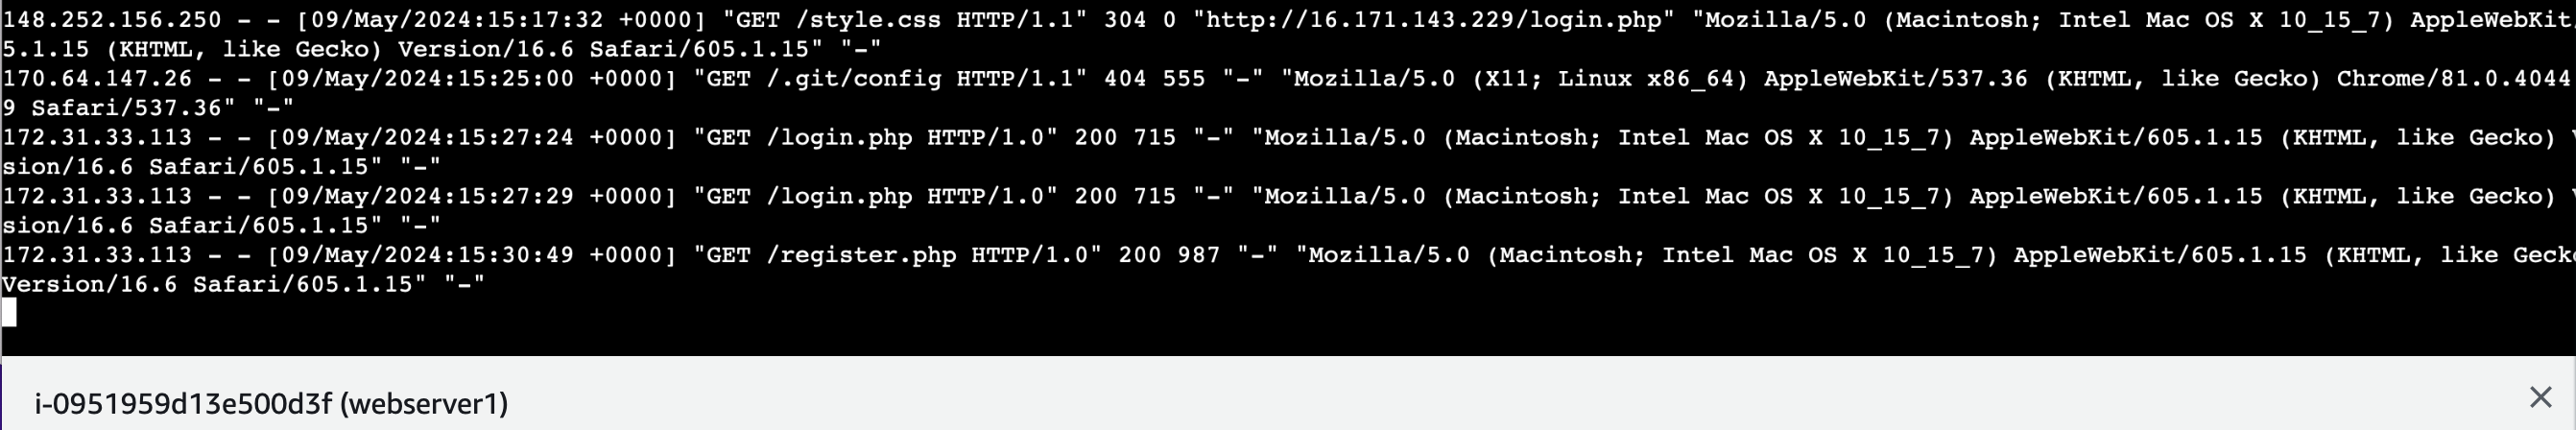 148.252.156.250 - - [09/May/2024:15:17:32 +0000] "GET /style.css HTTP/1.1" 304 0 "http://16.171.143.229/login.php" "Mozilla/5.0 (Macintosh; Intel Mac OS X 10_15_7) AppleWebKit
5.1.15 (KHTML, like Gecko) Version/16.6 Safari/605.1.15" "-"
170.64.147.26 - - [09/May/2024:15:25:00 +0000] "GET /.git/config HTTP/1.1" 404 555 "-" "Mozilla/5.0 (X11; Linux x86_64) AppleWebKit/537.36 (KHTML, like Gecko) Chrome/81.0.4044
9 Safari/537.36" "-"
172.31.33.113 - - [09/May/2024:15:27:24 +0000] "GET /login.php HTTP/1.0" 200 715 "-" "Mozilla/5.0 (Macintosh; Intel Mac OS X 10_15_7) AppleWebKit/605.1.15 (KHTML, like Gecko)
sion/16.6 Safari/605.1.15" "-"
172.31.33.113 - - [09/May/2024:15:27:29 +0000] "GET /login.php HTTP/1.0" 200 715 "-" "Mozilla/5.0 (Macintosh; Intel Mac OS X 10_15_7) AppleWebKit/605.1.15 (KHTML, like Gecko)
sion/16.6 Safari/605.1.15" "-"
172.31.33.113 - - [09/May/2024:15:30:49 +0000] "GET /register.php HTTP/1.0" 200 987 "-" "Mozilla/5.0 (Macintosh; Intel Mac OS X 10_15_7) AppleWebKit/605.1.15 (KHTML, like Geck
Version/16.6 Safari/605.1.15" "-"
i-0951959d13e500d3f (webserver1)